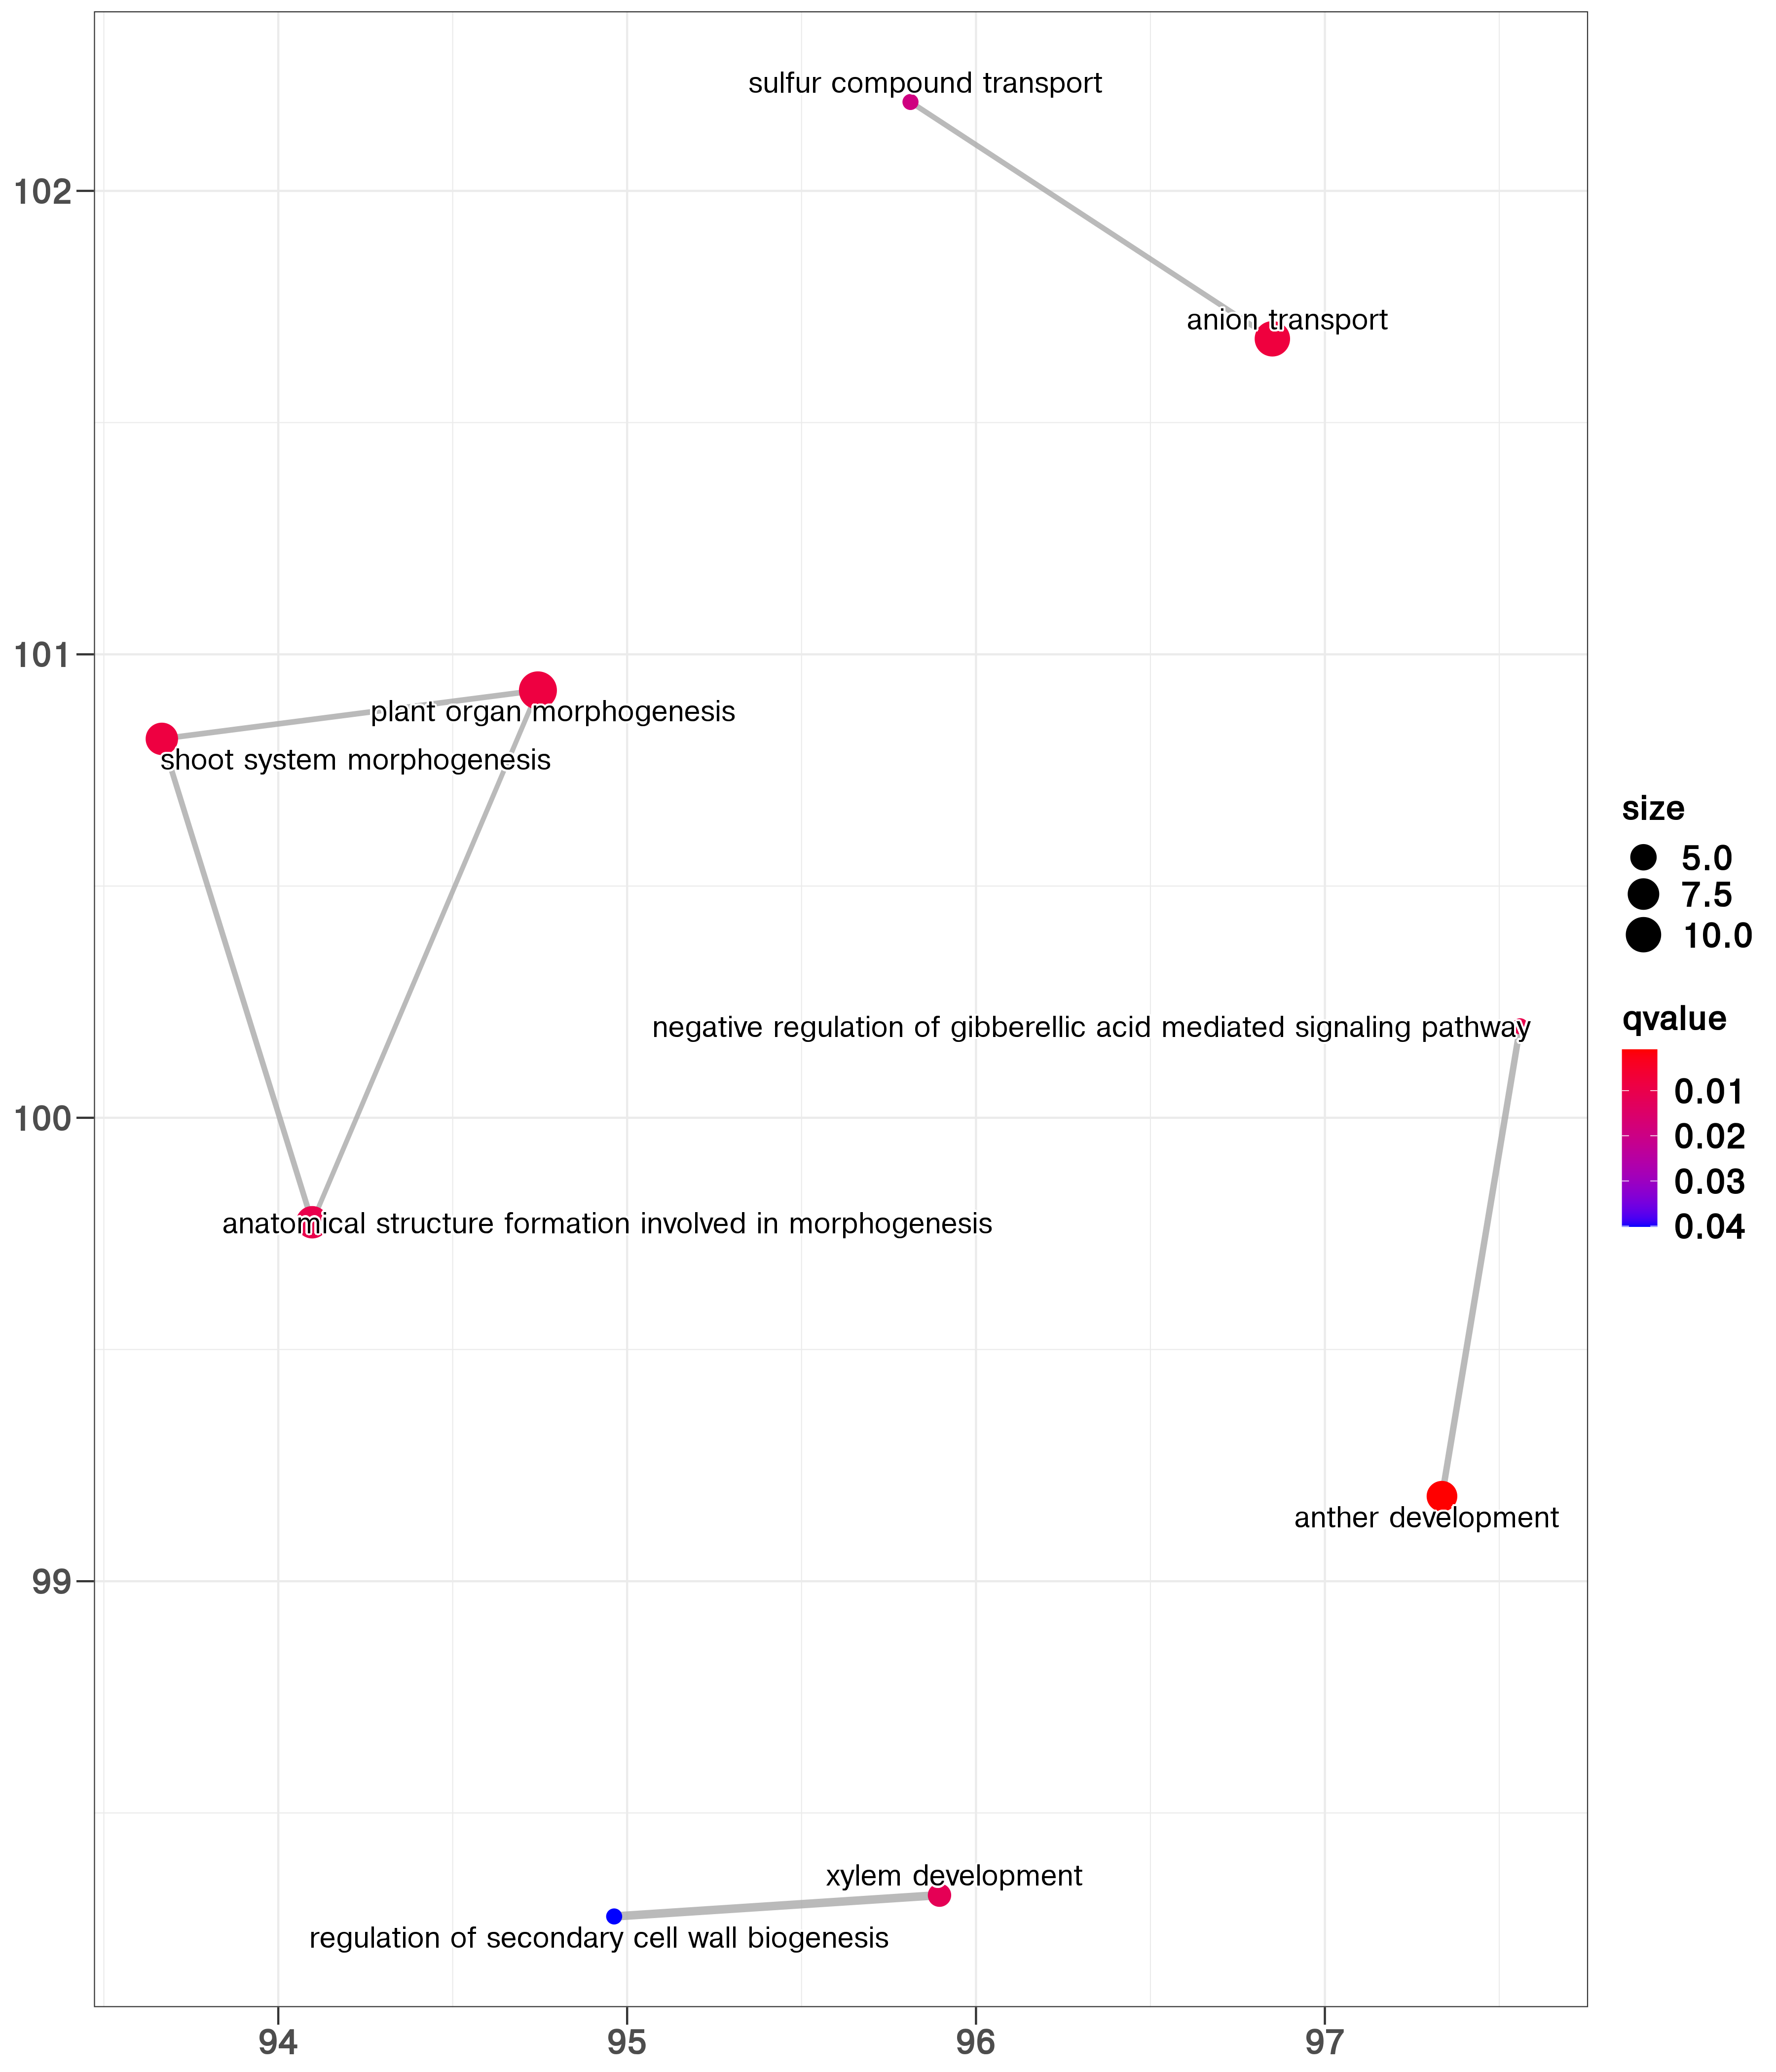 sulfur compound transport
102
anion transport
101
plant organ morphogenesis
shoot system morphogenesis
size
5.0
7.5
10.0
qvalue
0.01
0.02
0.03
0.04
negative regulation of gibberellic acid mediated signaling pathway
100
anatomical structure formation involved in morphogenesis
anther development
99
xylem development
regulation of secondary cell wall biogenesis
94
95
96
97